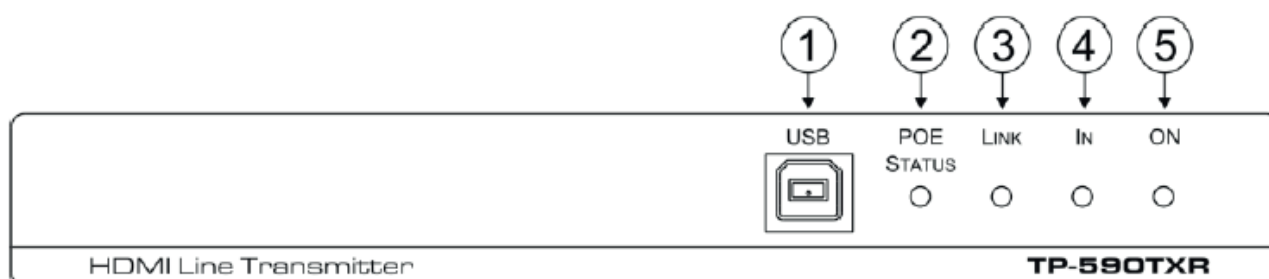 1 2 3 4 5
USB POE STATUS LINK IN ON
HDMI Line Transmitter TP-590TXR